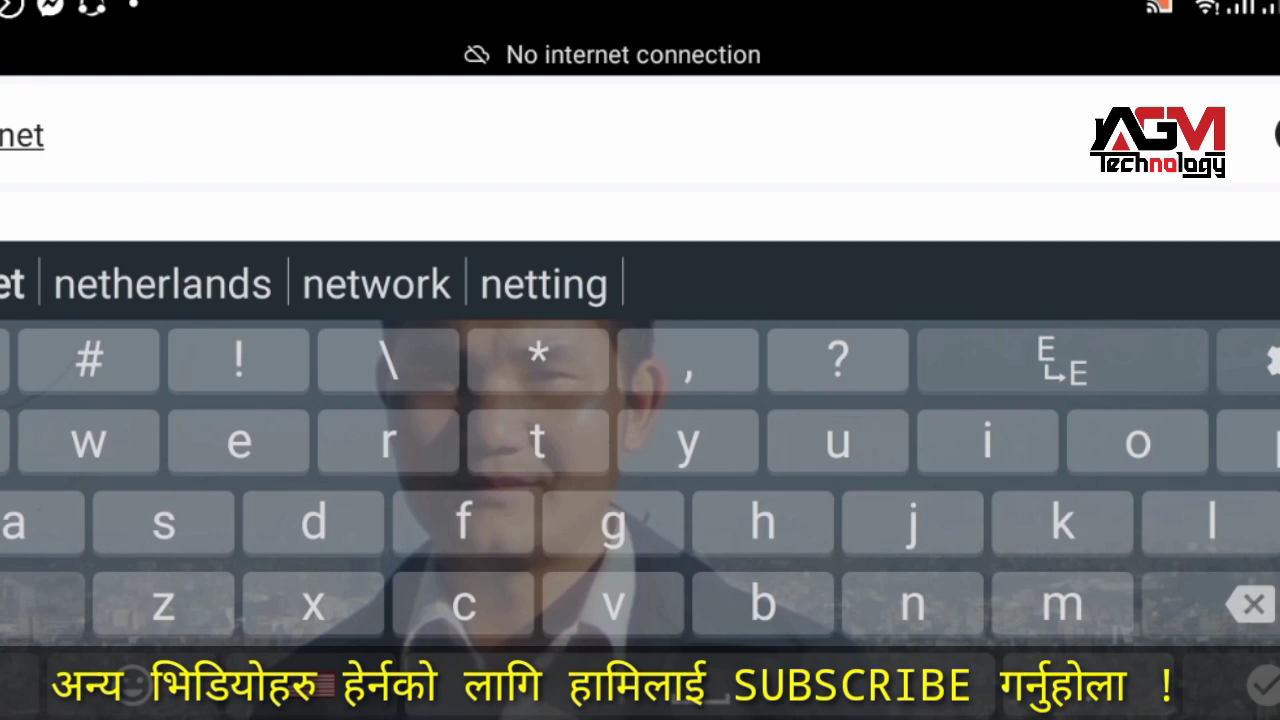 No internet connection
net
AGM
Technology
et netherlands network netting
# ! \ * , ? E E
w e r t y u i o
a s d f g h j k l
z x c v b n m
अन्य भिडियोहरु हेर्नको लागि हामिलाई SUBSCRIBE गर्नुहोला !